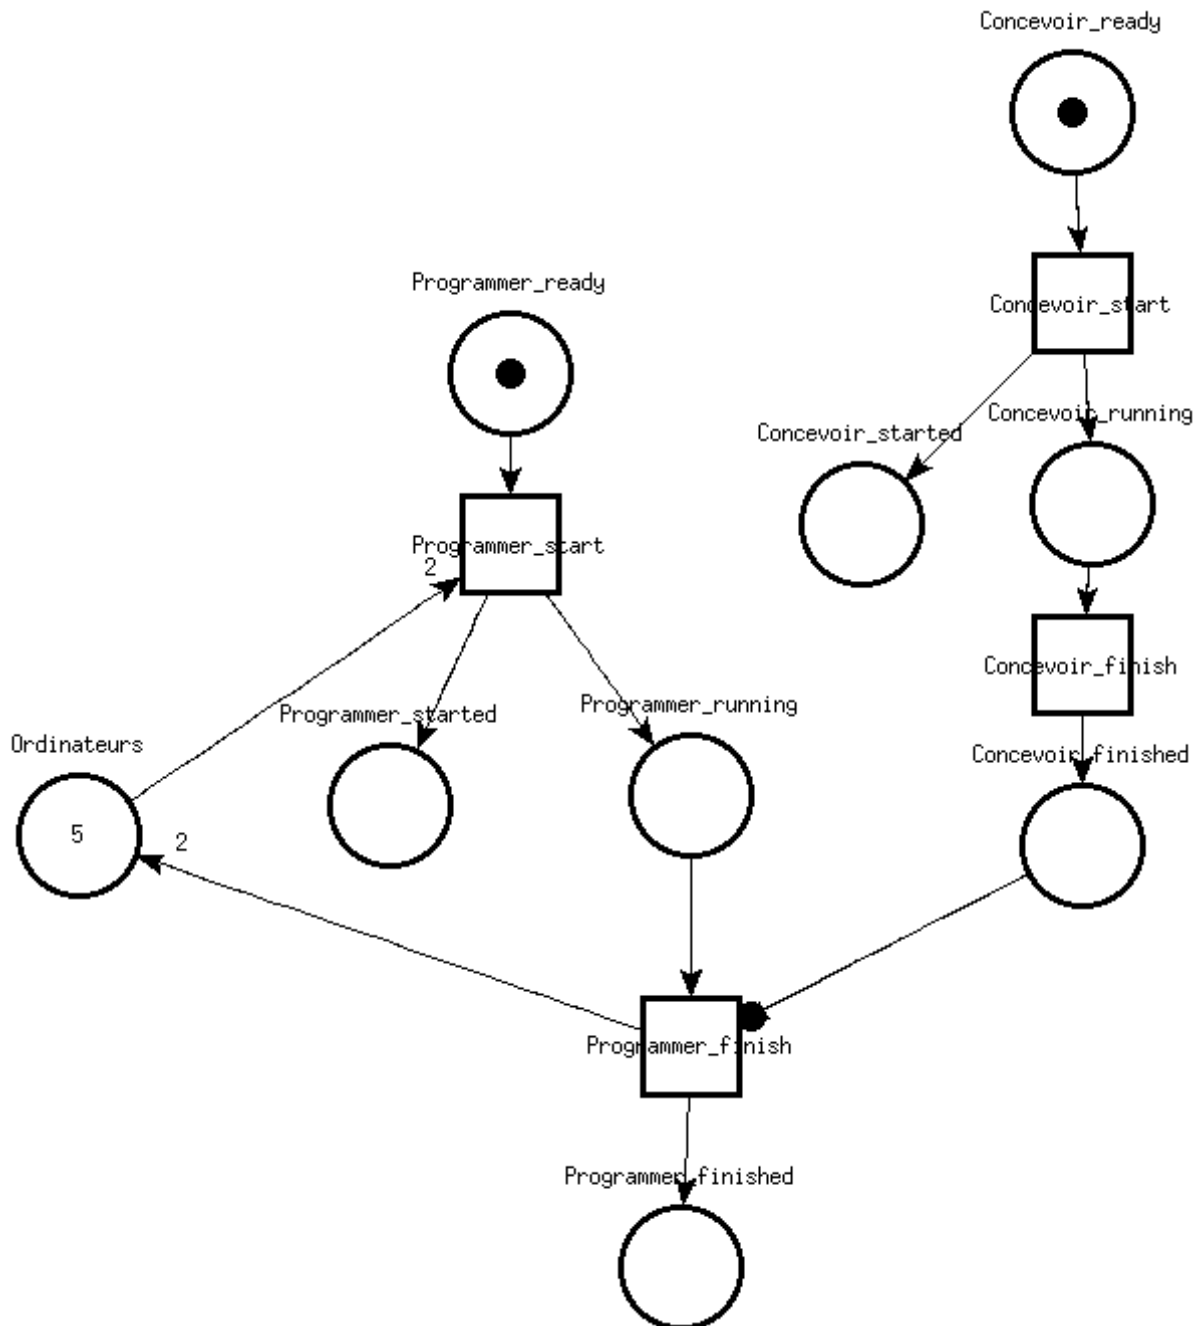 Concevoir_ready
Programmer_ready
Concevoir_start
Concevoir_running
Concevoir_started
Programmer_start
2
Concevoir_finish
Programmer_running
Programmer_started
Ordinateurs
Concevoir_finished
5
2
Programmer_finish
Programmer_finished